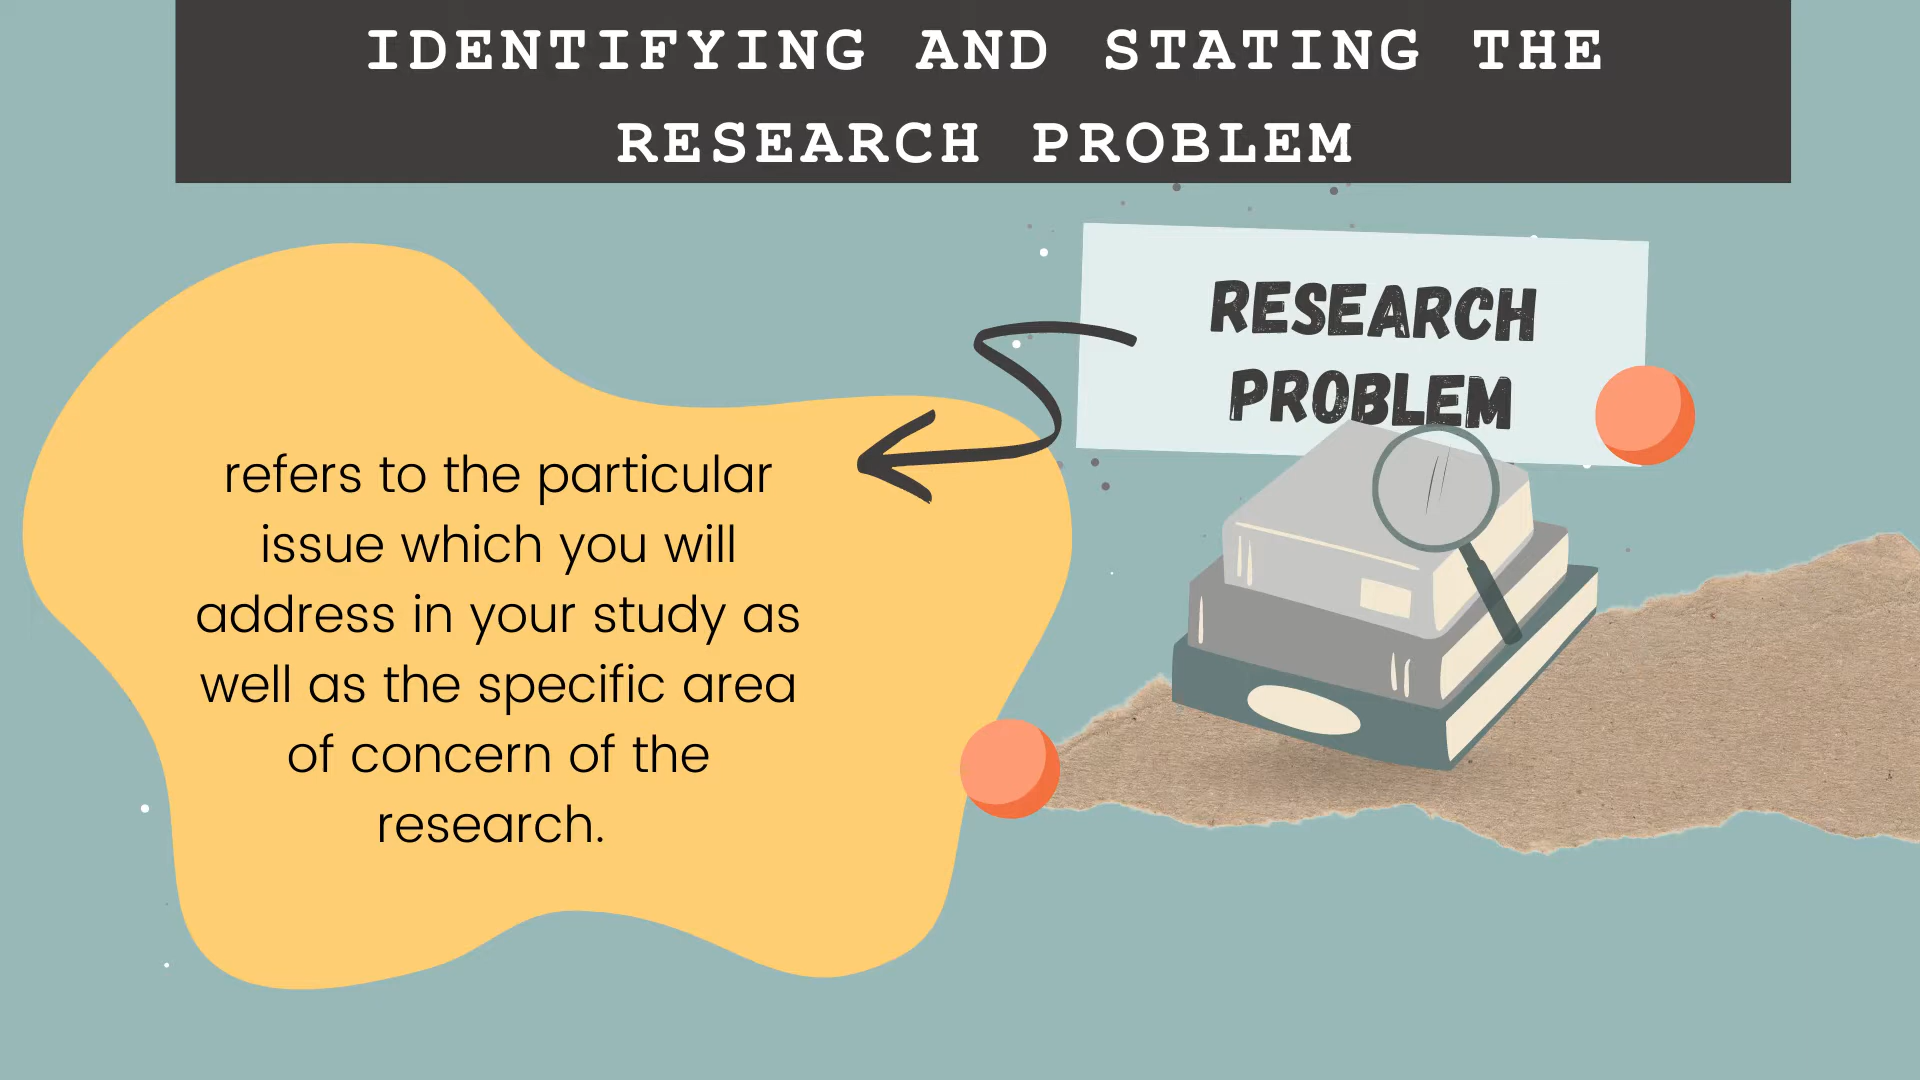 IDENTIFYING AND STATING THE
RESEARCH PROBLEM
RESEARCH
PROBLEM
refers to the particular
issue which you will
address in your study as
well as the specific area
of concern of the
research.